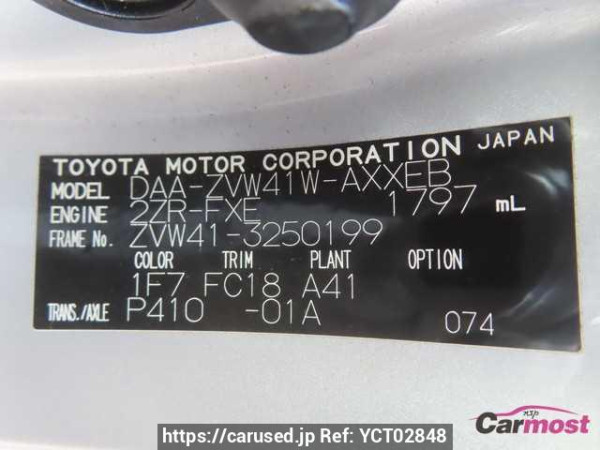 TOYOTA MOTOR CORPORATION JAPAN
MODEL DAA-ZVW41W-AXXEB
ENGINE 2ZR-FXE 1797 mL
FRAME No. ZVW41-3250199
COLOR TRIM PLANT OPTION
1F7 FC18 A41
TRANS./AXLE P410 -01A 074
Carmost
https://carused.jp Ref: YCT02848